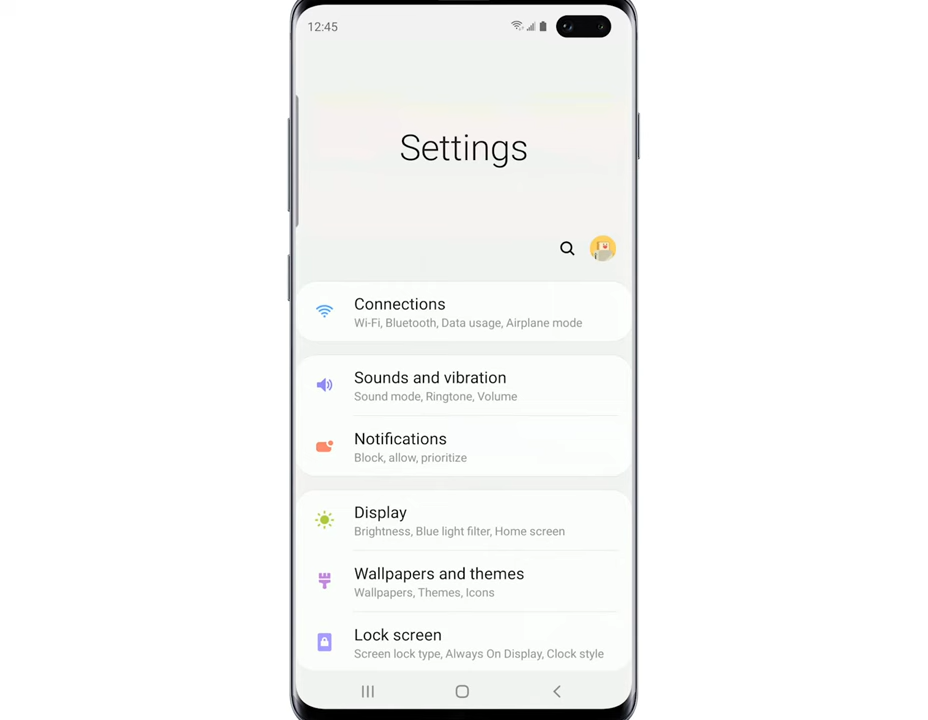 12:45
Settings
Connections
Wi-Fi, Bluetooth, Data usage, Airplane mode
Sounds and vibration
Sound mode, Ringtone, Volume
Notifications
Block, allow, prioritize
Display
Brightness, Blue light filter, Home screen
Wallpapers and themes
Wallpapers, Themes, Icons
Lock screen
Screen lock type, Always On Display, Clock style